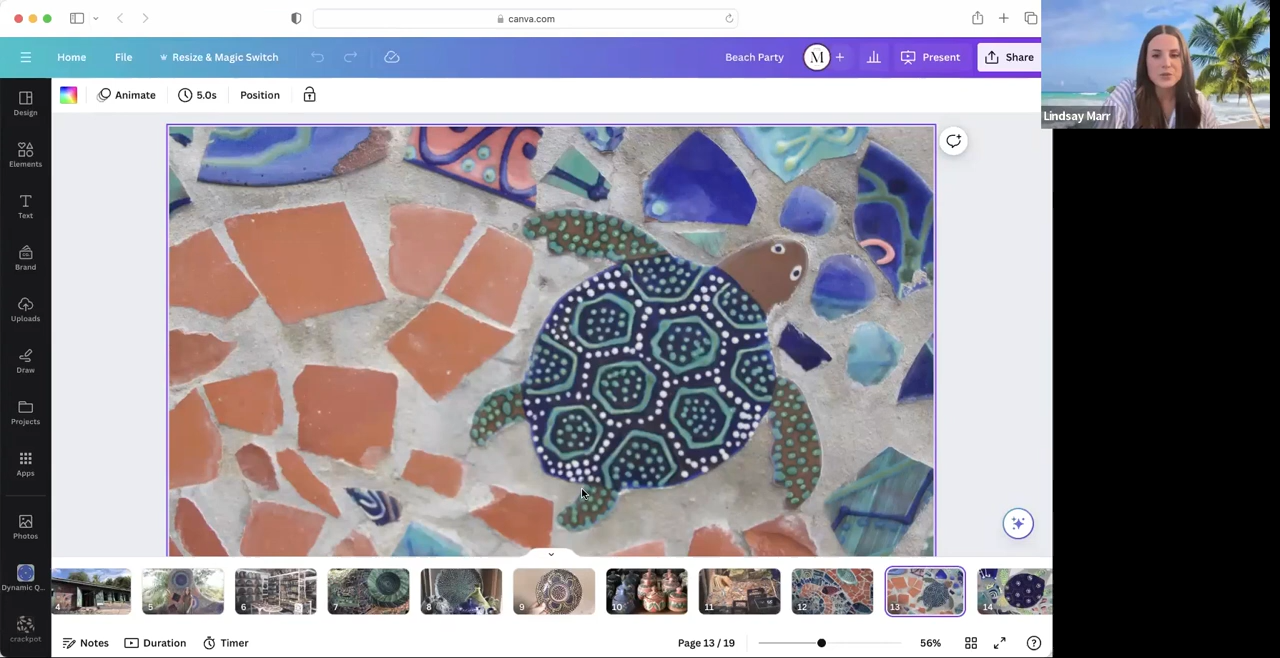 canva.com
Home File Resize & Magic Switch Beach Party M Present Share
Lindsay Marr
Animate 5.0s Position
Design
Elements
Text
Brand
Uploads
Draw
Projects
Apps
Photos
Dynamic Q...
crackpot
4 5 6 7 8 9 10 11 12 13 14
Notes Duration Timer Page 13 / 19 56%